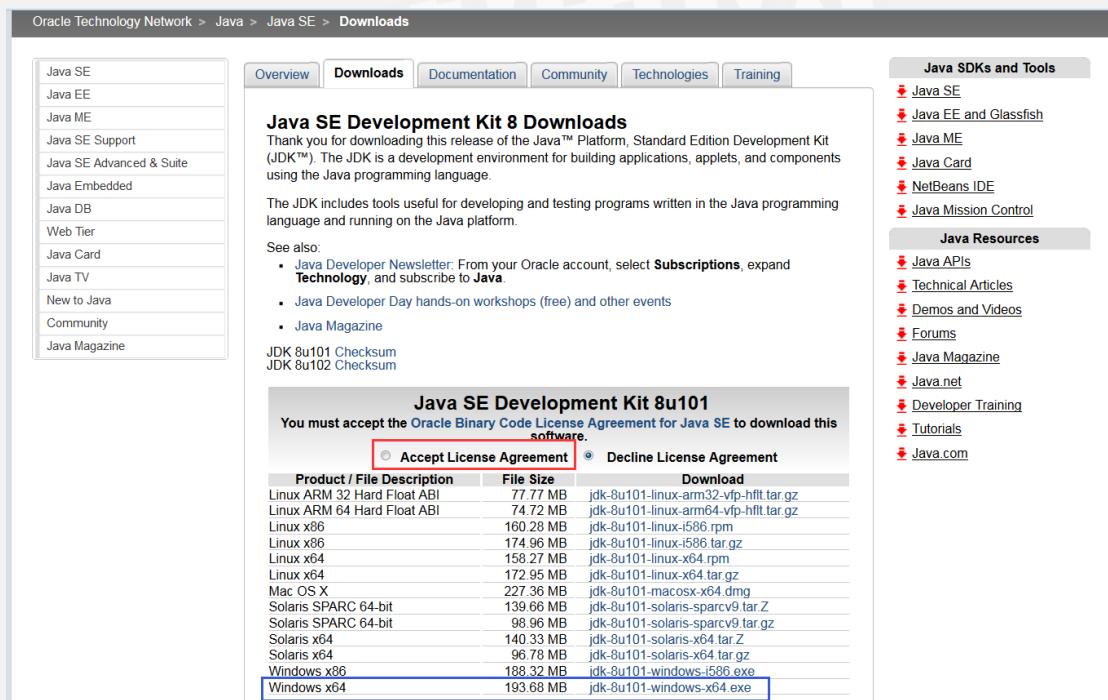 Oracle Technology Network > Java > Java SE > Downloads
Java SE
Java EE
Java ME
Java SE Support
Java SE Advanced & Suite
Java Embedded
Java DB
Web Tier
Java Card
Java TV
New to Java
Community
Java Magazine
Overview Downloads Documentation Community Technologies Training
Java SE Development Kit 8 Downloads
Thank you for downloading this release of the Java™ Platform, Standard Edition Development Kit
(JDK™). The JDK is a development environment for building applications, applets, and components
using the Java programming language.
The JDK includes tools useful for developing and testing programs written in the Java programming
language and running on the Java platform.
See also:
Java Developer Newsletter: From your Oracle account, select Subscriptions, expand
Technology, and subscribe to Java.
Java Developer Day hands-on workshops (free) and other events
Java Magazine
JDK 8u101 Checksum
JDK 8u102 Checksum
Java SE Development Kit 8u101
You must accept the Oracle Binary Code License Agreement for Java SE to download this
software.
Accept License Agreement Decline License Agreement
Product / File Description File Size Download
Linux ARM 32 Hard Float ABI 77.77 MB jdk-8u101-linux-arm32-vfp-hflt.tar.gz
Linux ARM 64 Hard Float ABI 74.72 MB jdk-8u101-linux-arm64-vfp-hflt.tar.gz
Linux x86 160.28 MB jdk-8u101-linux-i586.rpm
Linux x86 174.96 MB jdk-8u101-linux-i586.tar.gz
Linux x64 158.27 MB jdk-8u101-linux-x64.rpm
Linux x64 172.95 MB jdk-8u101-linux-x64.tar.gz
Mac OS X 227.36 MB jdk-8u101-macosx-x64.dmg
Solaris SPARC 64-bit 139.66 MB jdk-8u101-solaris-sparcv9.tar.Z
Solaris SPARC 64-bit 98.96 MB jdk-8u101-solaris-sparcv9.tar.gz
Solaris x64 140.33 MB jdk-8u101-solaris-x64.tar.Z
Solaris x64 96.78 MB jdk-8u101-solaris-x64.tar.gz
Windows x86 188.32 MB jdk-8u101-windows-i586.exe
Windows x64 193.68 MB jdk-8u101-windows-x64.exe
Java SDKs and Tools
Java SE
Java EE and Glassfish
Java ME
Java Card
NetBeans IDE
Java Mission Control
Java Resources
Java APIs
Technical Articles
Demos and Videos
Forums
Java Magazine
Java.net
Developer Training
Tutorials
Java.com